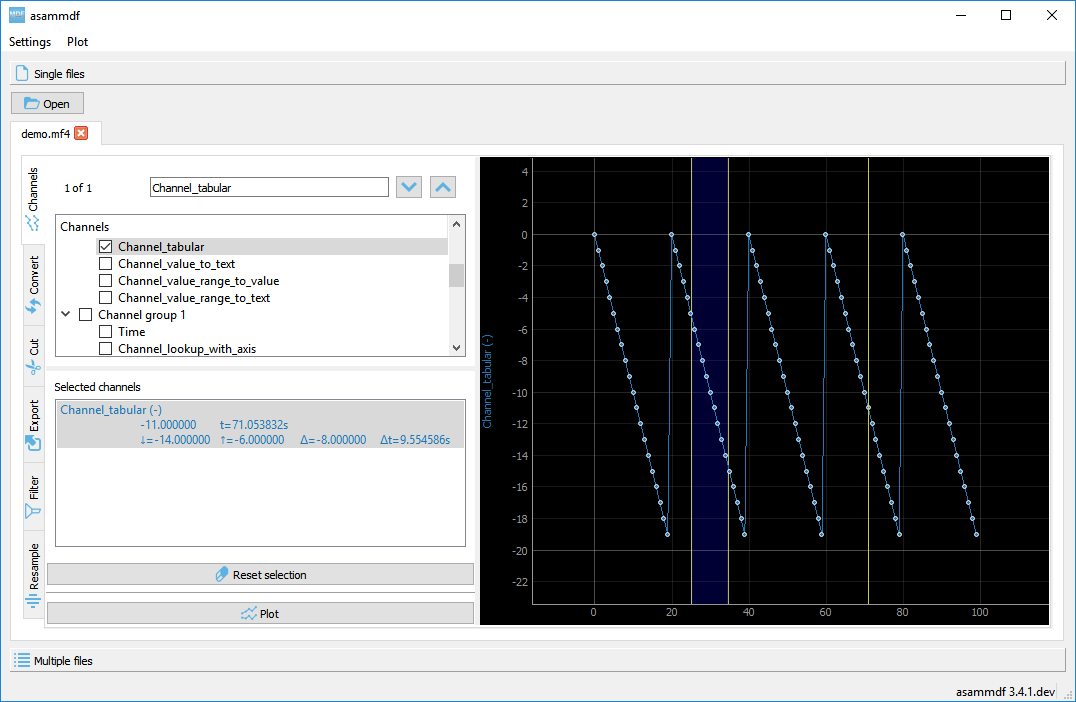 MDF asammdf
Settings Plot
Single files
Open
demo.mf4
Channels
Convert
Cut
Export
Filter
Resample
1 of 1 Channel_tabular
Channels
Channel_tabular
Channel_value_to_text
Channel_value_range_to_value
Channel_value_range_to_text
Channel group 1
Time
Channel_lookup_with_axis
Selected channels
Channel_tabular (-)
-11.000000 t=71.053832s
↓=-14.000000 ↑=-6.000000 Δ=-8.000000 Δt=9.554586s
Reset selection
Plot
Channel_tabular (-)
4
2
0
-2
-4
-6
-8
-10
-12
-14
-16
-18
-20
-22
0 20 40 60 80 100
Multiple files
asammdf 3.4.1.dev